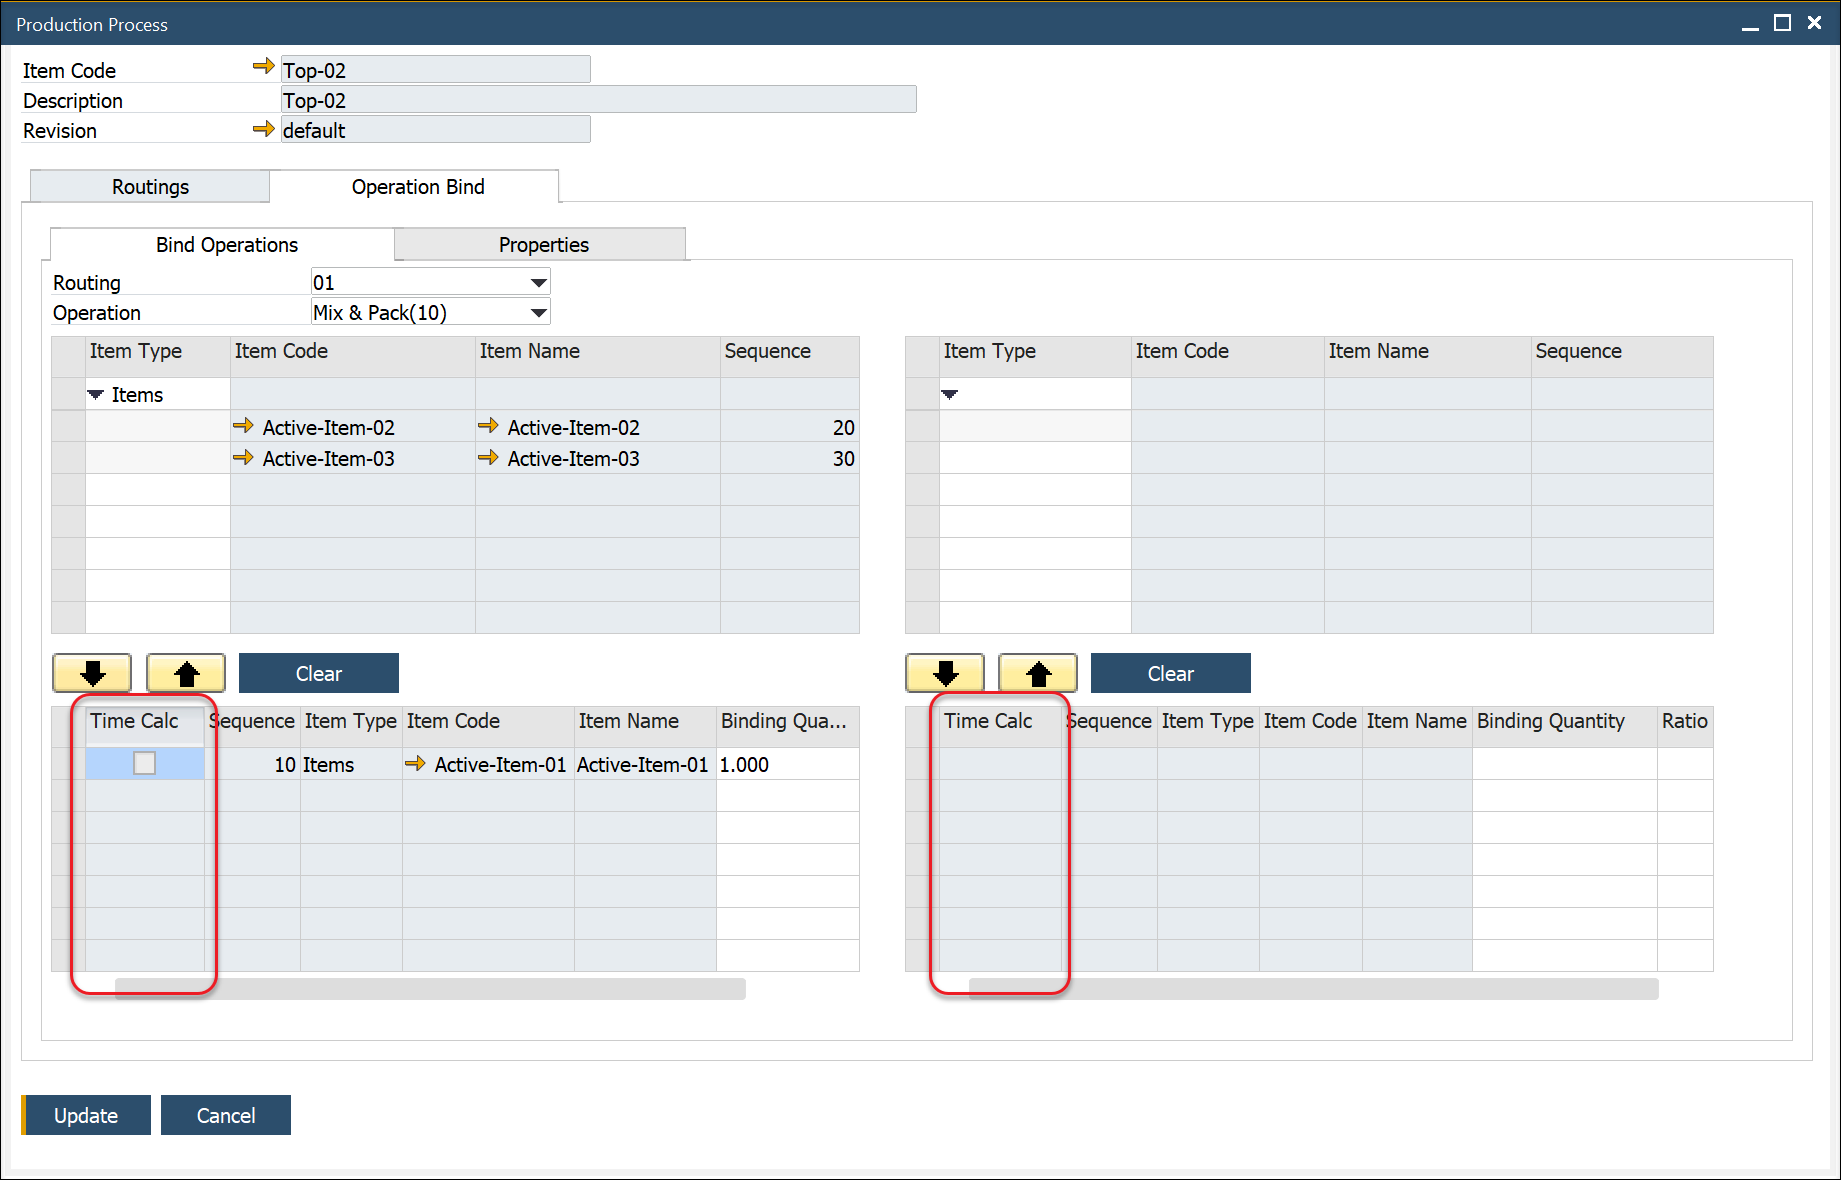 Production Process
Item Code Top-02
Description Top-02
Revision default
Routings Operation Bind
Bind Operations Properties
Routing 01
Operation Mix & Pack(10)
Item Type Item Code Item Name Sequence Item Type Item Code Item Name Sequence
Items
Active-Item-02 Active-Item-02 20
Active-Item-03 Active-Item-03 30
Clear Clear
Time Calc Sequence Item Type Item Code Item Name Binding Qua... Time Calc Sequence Item Type Item Code Item Name Binding Quantity Ratio
10 Items Active-Item-01 Active-Item-01 1.000
Update Cancel